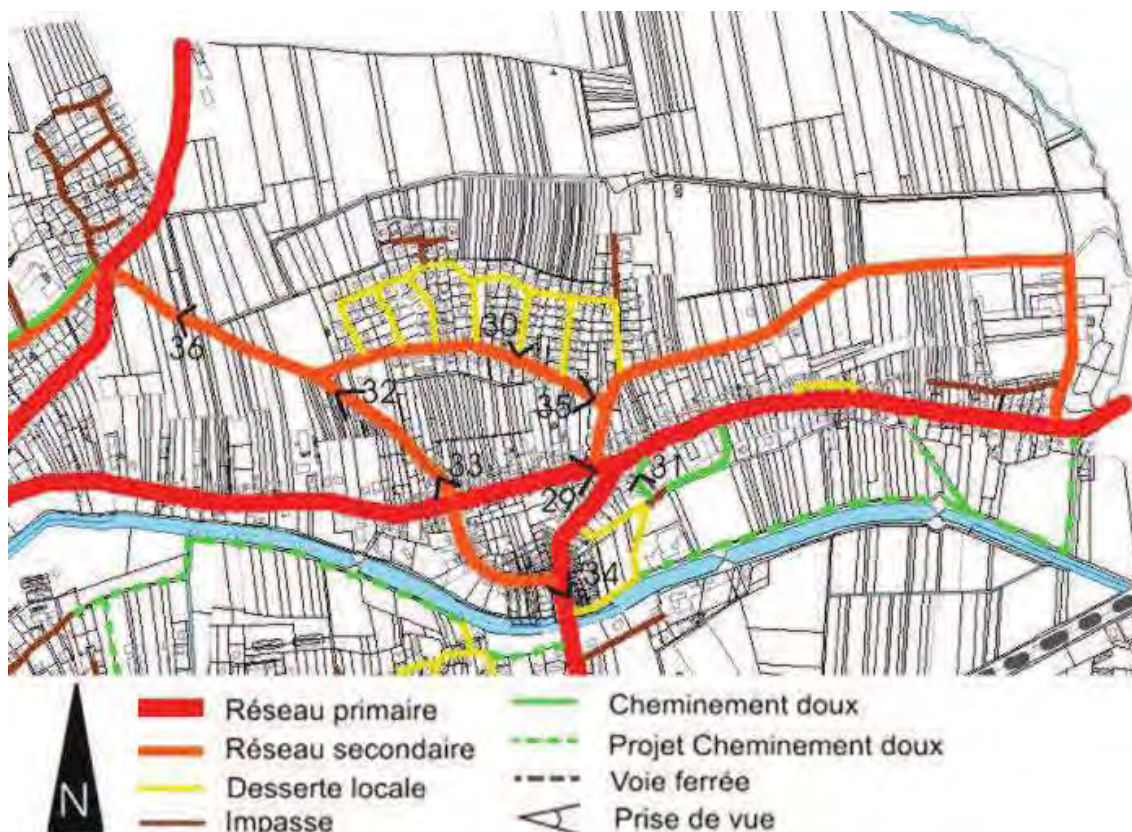 30
36
32
35
33
29
37
34
Réseau primaire
Réseau secondaire
Desserte locale
Impasse
Cheminement doux
Projet Cheminement doux
Voie ferrée
Prise de vue
N